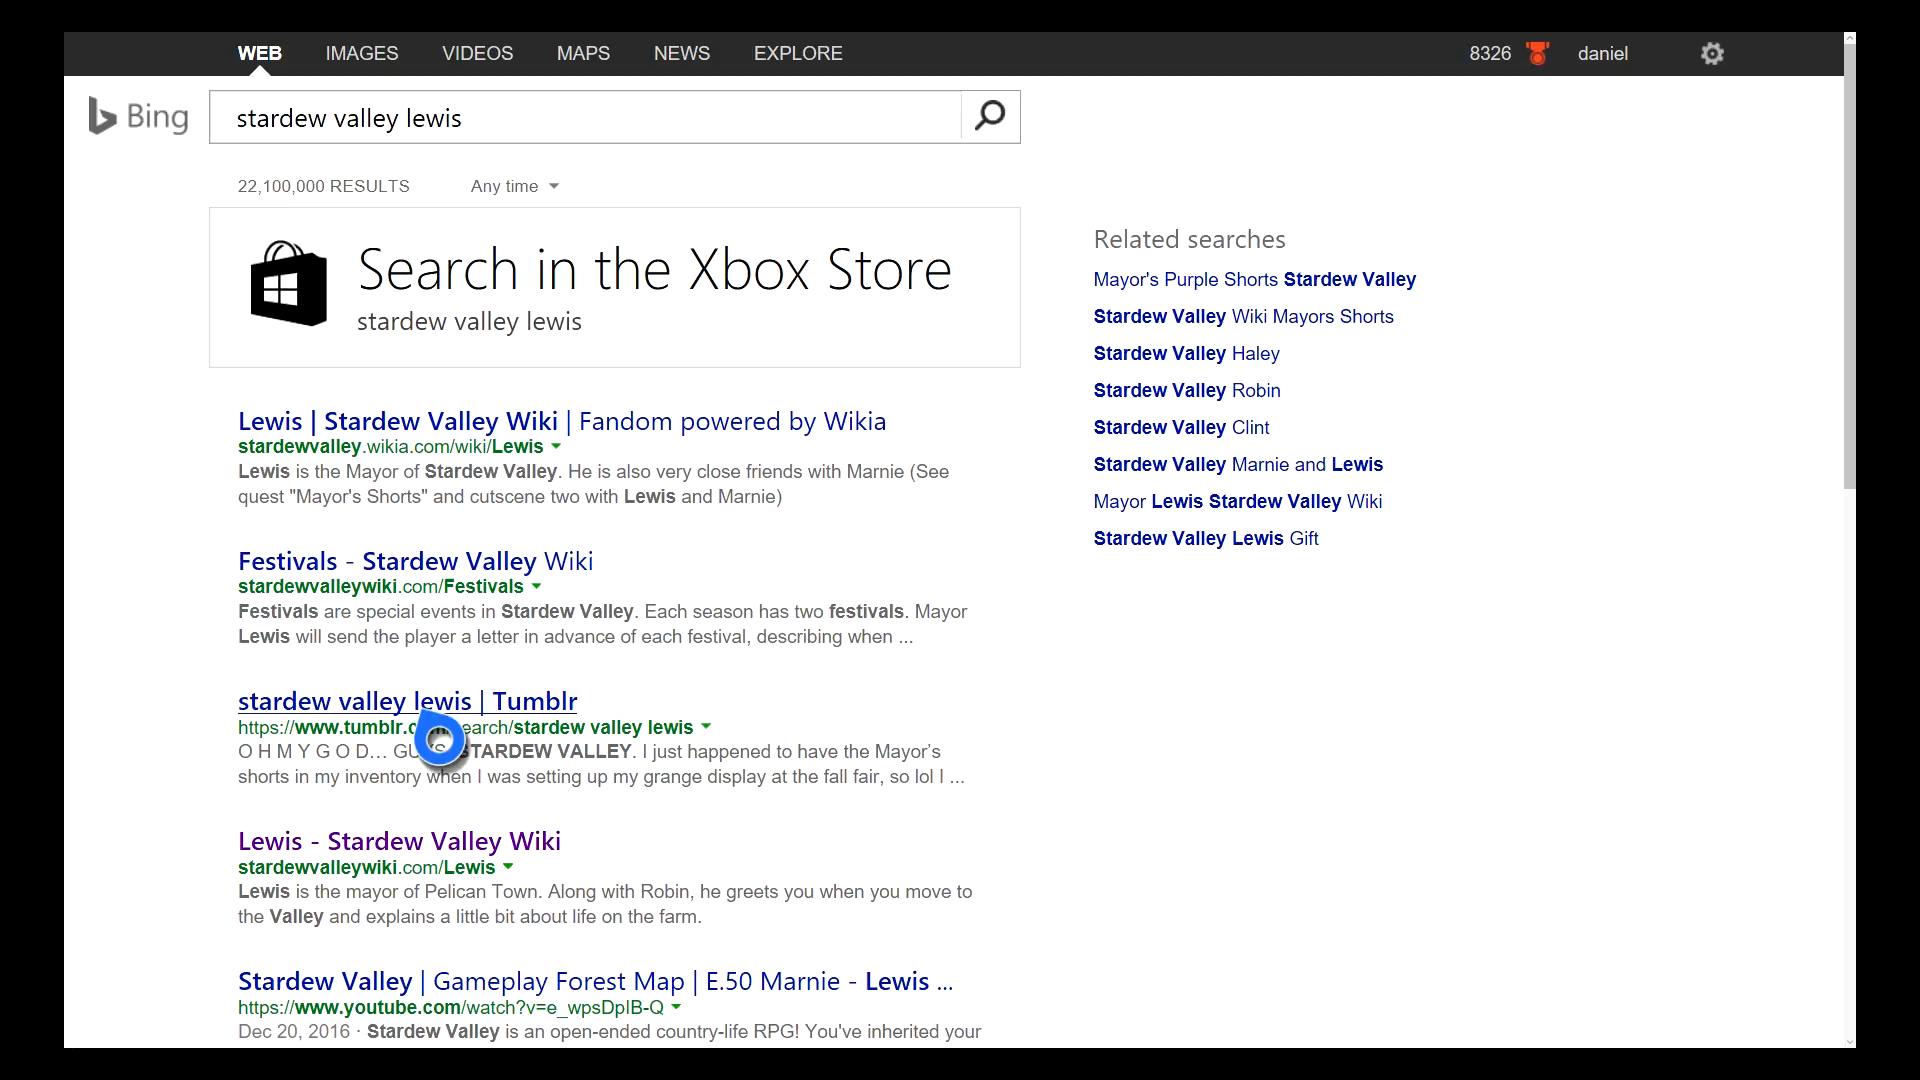 WEB IMAGES VIDEOS MAPS NEWS EXPLORE 8326 daniel
Bing stardew valley lewis
22,100,000 RESULTS Any time
Search in the Xbox Store
stardew valley lewis
Lewis | Stardew Valley Wiki | Fandom powered by Wikia
stardewvalley.wikia.com/wiki/Lewis
Lewis is the Mayor of Stardew Valley. He is also very close friends with Marnie (See
quest "Mayor's Shorts" and cutscene two with Lewis and Marnie)
Festivals - Stardew Valley Wiki
stardewvalleywiki.com/Festivals
Festivals are special events in Stardew Valley. Each season has two festivals. Mayor
Lewis will send the player a letter in advance of each festival, describing when ...
stardew valley lewis | Tumblr
https://www.tumblr.c earch/stardew valley lewis
O H M Y G O D... STARDEW VALLEY. I just happened to have the Mayor's
shorts in my inventory when I was setting up my grange display at the fall fair, so lol I ...
Lewis - Stardew Valley Wiki
stardewvalleywiki.com/Lewis
Lewis is the mayor of Pelican Town. Along with Robin, he greets you when you move to
the Valley and explains a little bit about life on the farm.
Stardew Valley | Gameplay Forest Map | E.50 Marnie - Lewis ...
https://www.youtube.com/watch?v=e_wpsDpIB-Q
Dec 20, 2016 · Stardew Valley is an open-ended country-life RPG! You've inherited your
Related searches
Mayor's Purple Shorts Stardew Valley
Stardew Valley Wiki Mayors Shorts
Stardew Valley Haley
Stardew Valley Robin
Stardew Valley Clint
Stardew Valley Marnie and Lewis
Mayor Lewis Stardew Valley Wiki
Stardew Valley Lewis Gift